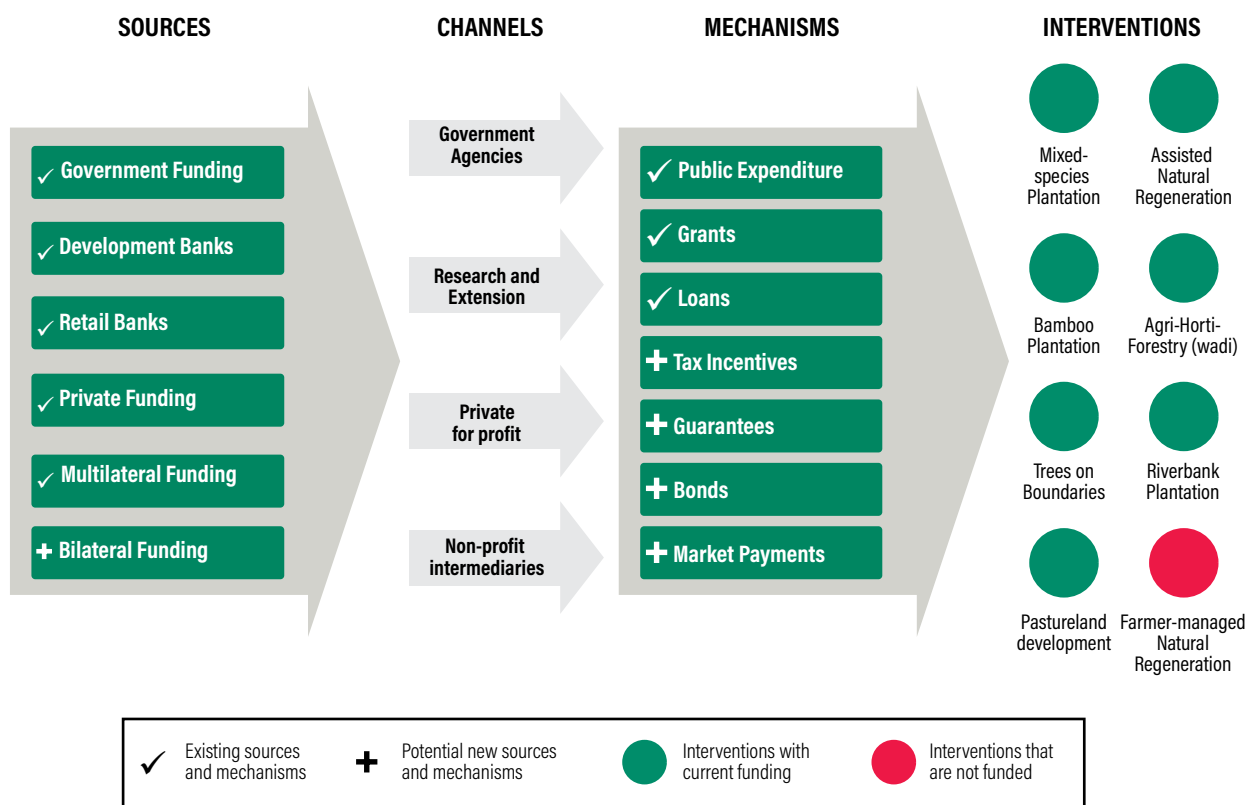 SOURCES
CHANNELS
MECHANISMS
INTERVENTIONS
Government Funding
Development Banks
Retail Banks
Private Funding
Multilateral Funding
Bilateral Funding
Government
Agencies
Research and
Extension
Private
for profit
Non-profit
intermediaries
Public Expenditure
Grants
Loans
Tax Incentives
Guarantees
Bonds
Market Payments
Mixed-
species
Plantation
Assisted
Natural
Regeneration
Bamboo
Plantation
Agri-Horti-
Forestry (wadi)
Trees on
Boundaries
Riverbank
Plantation
Pastureland
development
Farmer-managed
Natural
Regeneration
Existing sources
and mechanisms
Potential new sources
and mechanisms
Interventions with
current funding
Interventions that
are not funded